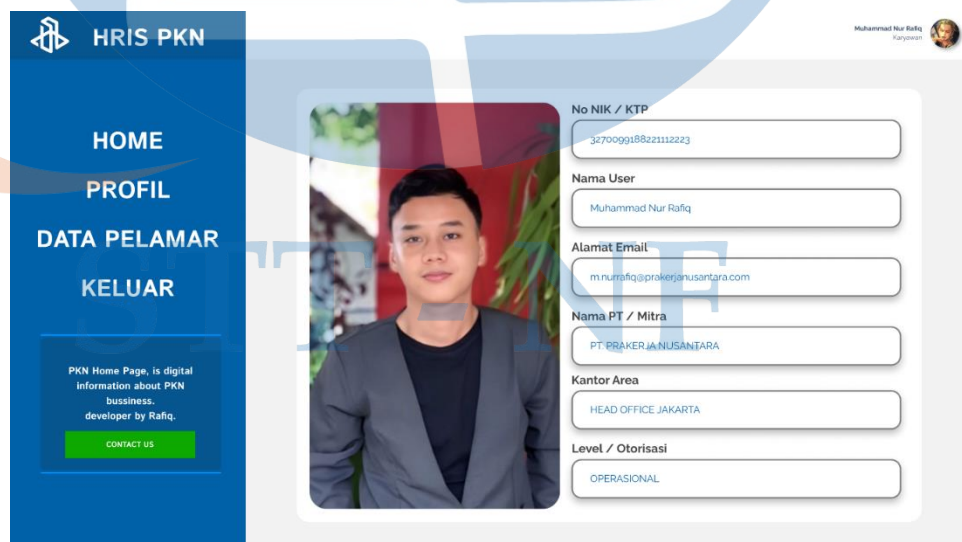 HRIS PKN
Muhammad Nur Rafiq
Karyawan
HOME
PROFIL
DATA PELAMAR
KELUAR
PKN Home Page, is digital
information about PKN
bussiness.
developer by Rafiq.
CONTACT US
No NIK / KTP
3270099188221112223
Nama User
Muhammad Nur Rafiq
Alamat Email
m.nurrafiq@prakerjanusantara.com
Nama PT / Mitra
PT. PRAKERJA NUSANTARA
Kantor Area
HEAD OFFICE JAKARTA
Level / Otorisasi
OPERASIONAL
STT - NF